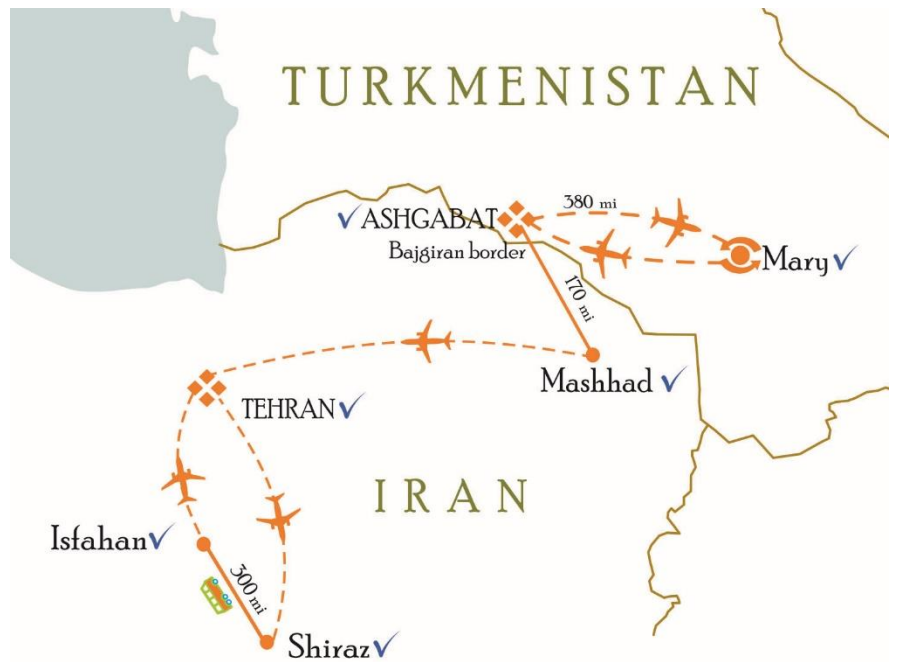 TURKMENISTAN
380 mi
ASHGABAT
Bajgiran border
Mary
170 mi
Mashhad
TEHRAN
IRAN
Isfahan
300 mi
Shiraz